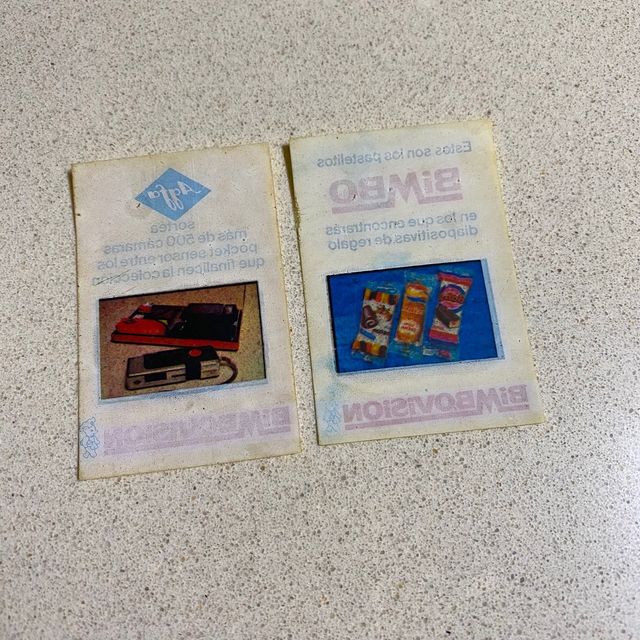 Agfa
sortea
más de 500 cámaras
pocket sensor entre los
que finalicen la colección
BIMBOVISION
Estos son los pastelitos
BIMBO
en los que encontrarás
diapositivas de regalo
BIMBOVISION